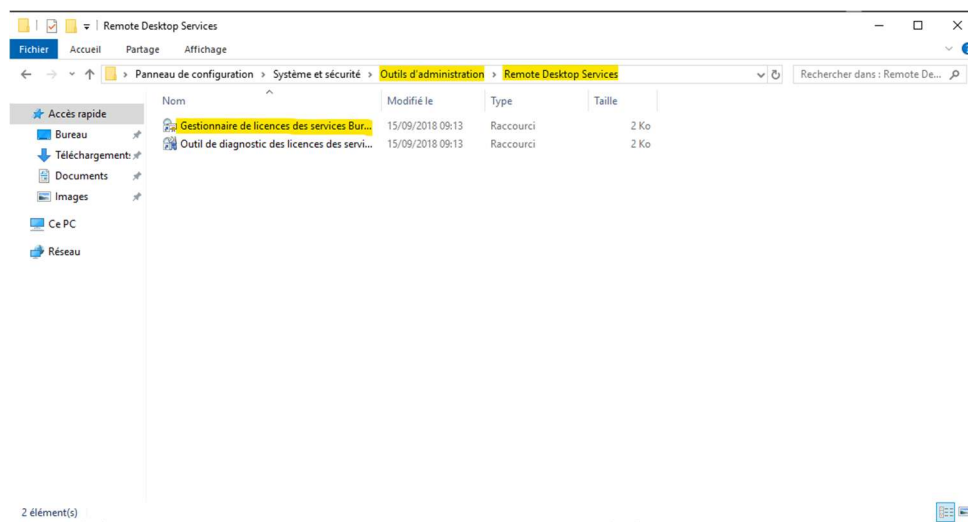 Remote Desktop Services
Fichier Accueil Partage Affichage
Panneau de configuration > Système et sécurité > Outils d'administration > Remote Desktop Services
Rechercher dans : Remote De...
Nom Modifié le Type Taille
Accès rapide
Bureau
Téléchargement:
Documents
Images
Ce PC
Réseau
Gestionnaire de licences des services Bur... 15/09/2018 09:13 Raccourci 2 Ko
Outil de diagnostic des licences des servi... 15/09/2018 09:13 Raccourci 2 Ko
2 élément(s)